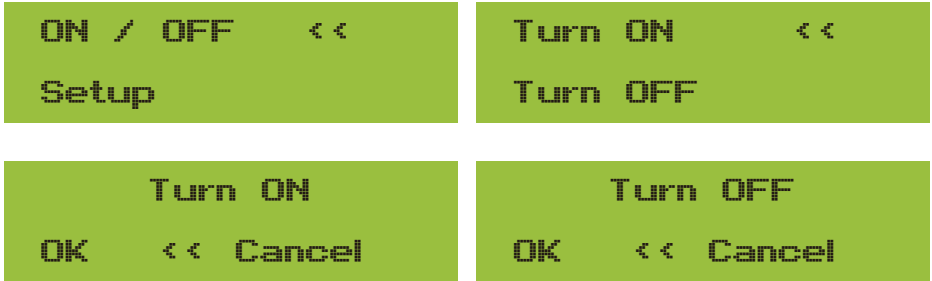 ON / OFF <<
Setup
Turn ON <<
Turn OFF
Turn ON
OK << Cancel
Turn OFF
OK << Cancel